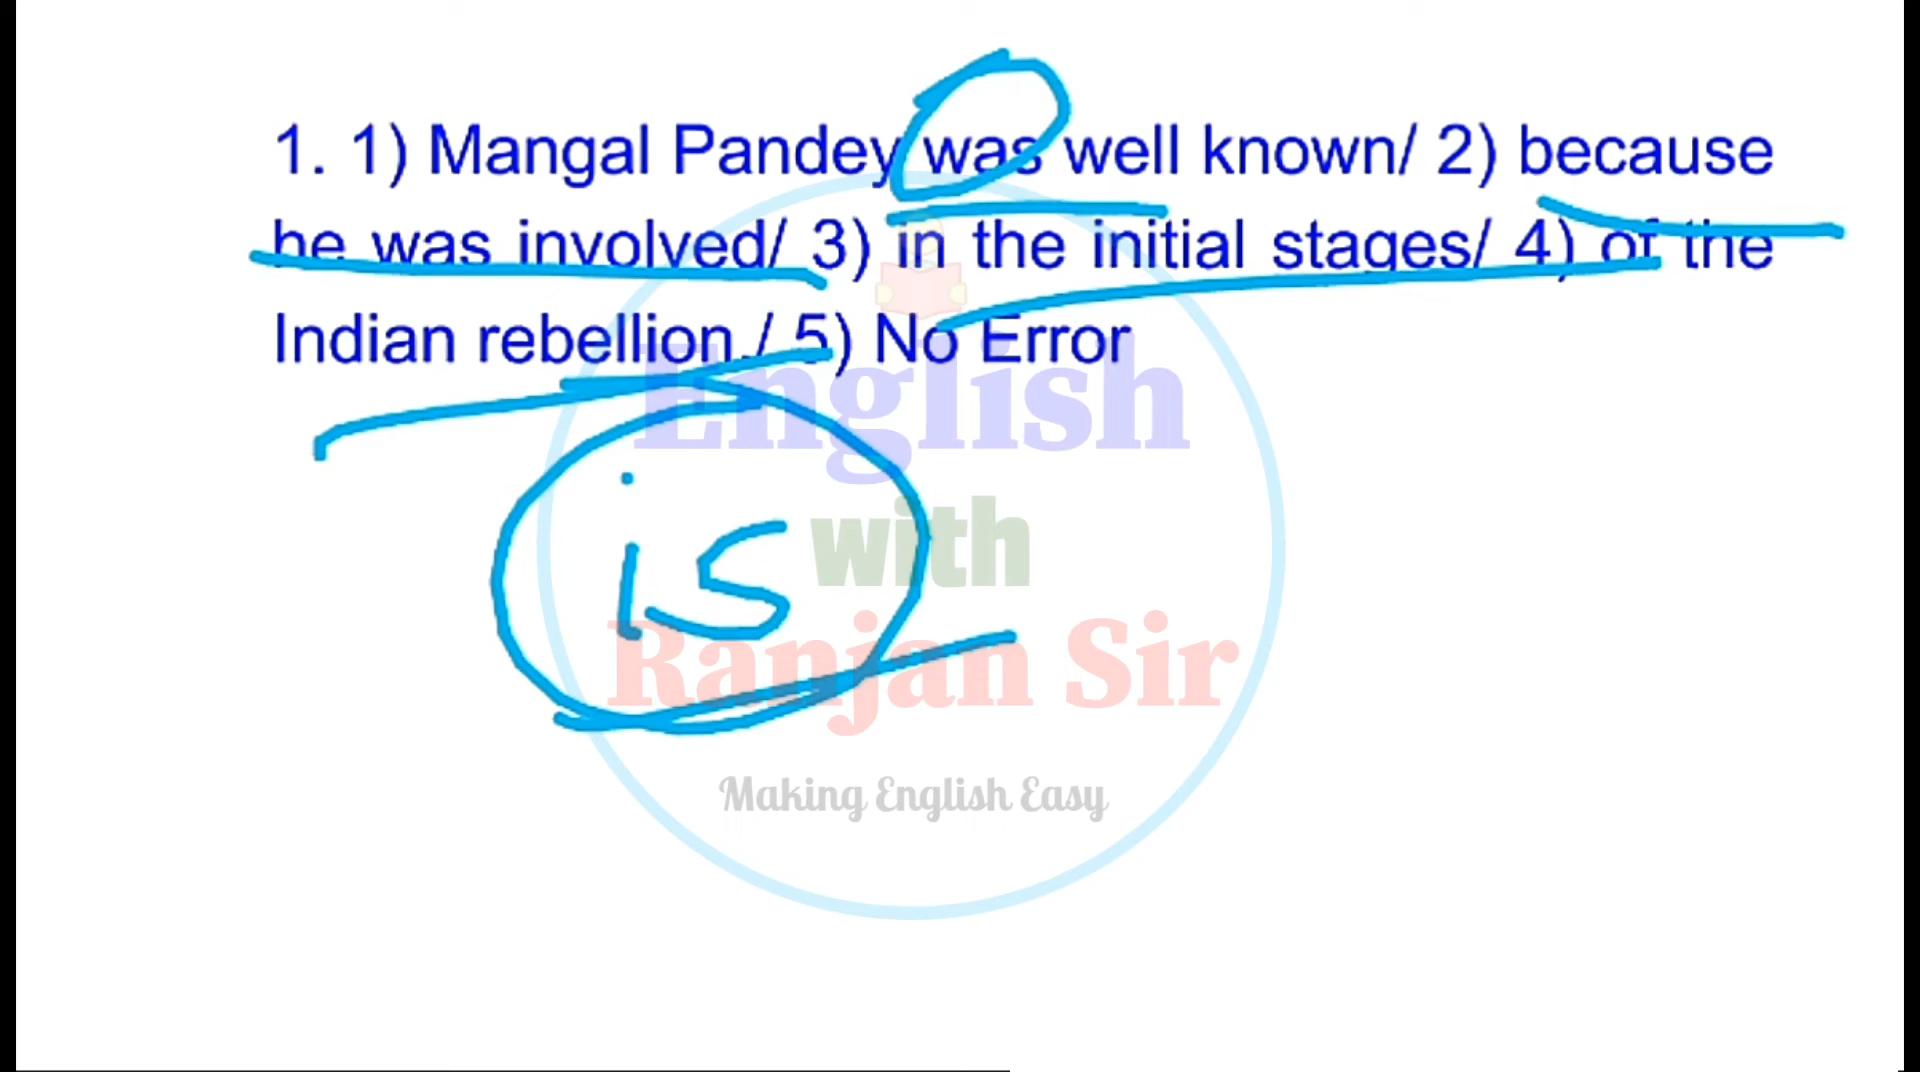 1. 1) Mangal Pandey was well known/ 2) because
he was involved/ 3) in the initial stages/ 4) of the
Indian rebellion./ 5) No Error
is
English
with
Ranjan Sir
Making English Easy